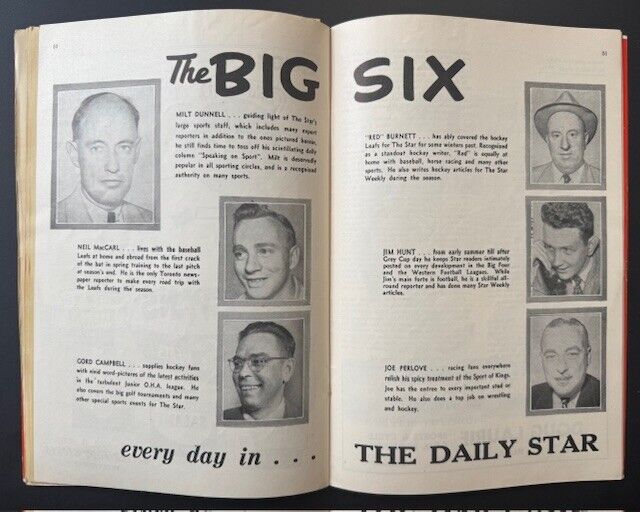 60
51
The BIG SIX
MILT DUNNELL . . . guiding light of The Star's
large sports staff, which includes many expert
reporters in addition to the ones pictured hereon,
he still finds time to toss off his scintillating daily
column "Speaking on Sport". Milt is deservedly
popular in all sporting circles, and is a recognized
authority on many sports.
NEIL MacCARL . . . lives with the baseball
Leafs at home and abroad from the first crack
of the bat in spring training to the last pitch
at season's end. He is the only Toronto news-
paper reporter to make every road trip with
the Leafs during the season.
GORD CAMPBELL . . . supplies hockey fans
with vivid word-pictures of the latest activities
in the turbulent Junior O.H.A. league. He
also covers the big golf tournaments and many
other special sports events for The Star.
every day in . . .
"RED" BURNETT . . . has ably covered the hockey
Leafs for The Star for some winters past. Recognized
as a standout hockey writer, "Red" is equally at
home with baseball, horse racing and many other
sports. He also writes hockey articles for The Star
Weekly during the season.
JIM HUNT . . . from early summer till after
Grey Cup day he keeps Star readers intimately
posted on every development in the Big Four
and the Western Football Leagues. While
Jim's main forte is football, he is a skillful all-
round reporter and has done many Star Weekly
articles.
JOE PERLOVE . . . racing fans everywhere
relish his spicy treatment of the Sport of Kings.
Joe has the entree to every important stud or
stable. He also does a top job on wrestling
and hockey.
THE DAILY STAR